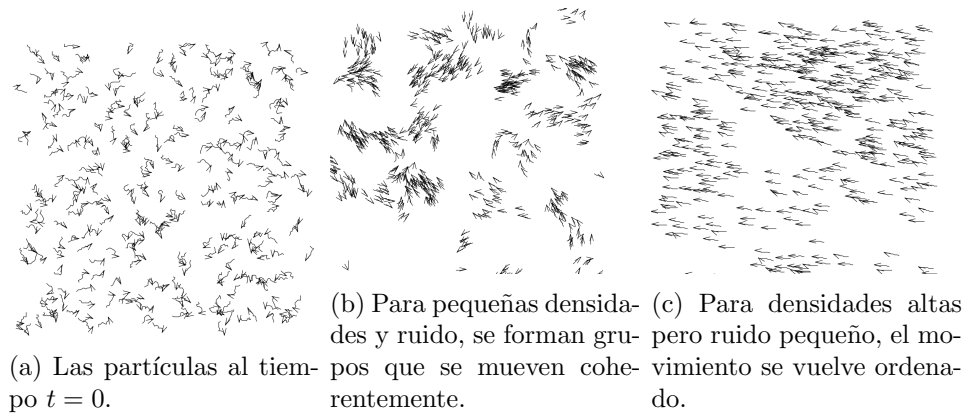 (a) Las partículas al tiem-
po t = 0.
(b) Para pequeñas densida-
des y ruido, se forman gru-
pos que se mueven cohe-
rentemente.
(c) Para densidades altas
pero ruido pequeño, el mo-
vimiento se vuelve ordena-
do.